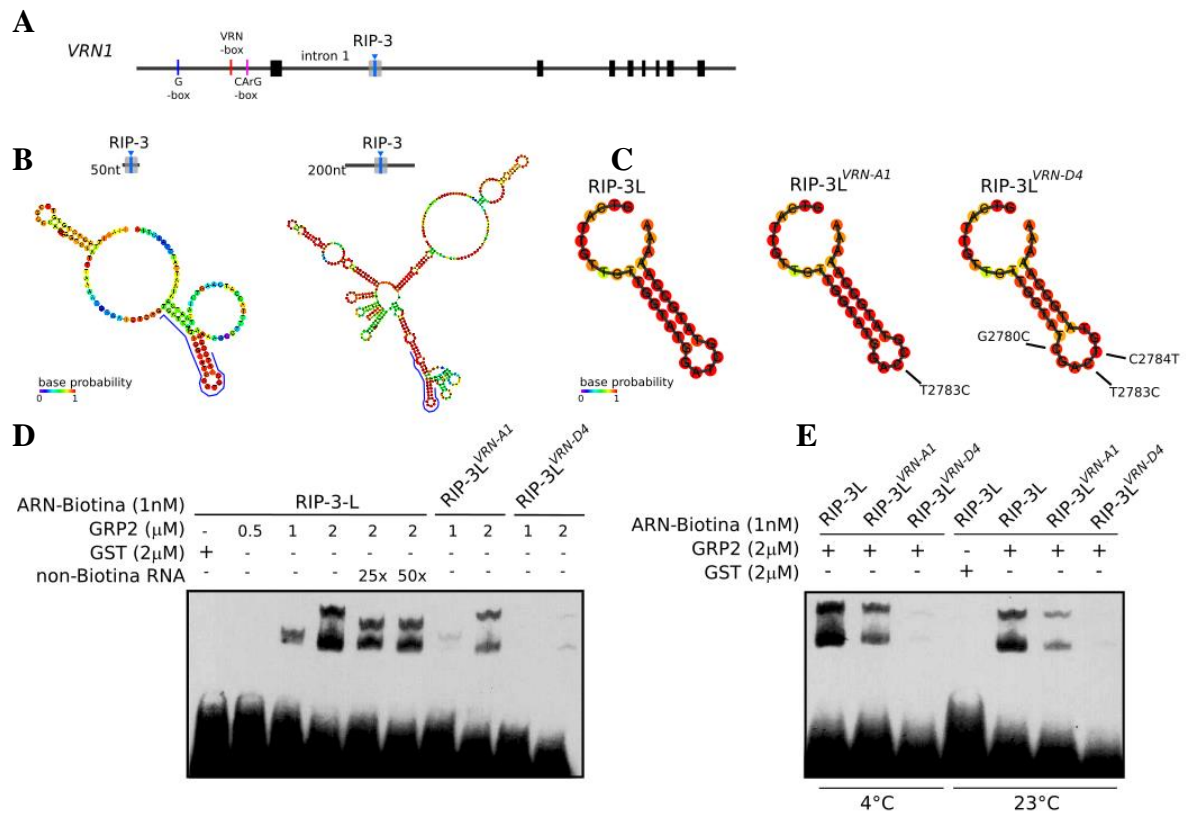 A
VRN1
G
-box
VRN
-box
CArG
-box
intron 1
RIP-3
B
RIP-3
50nt
RIP-3
200nt
base probability
0 1
C
RIP-3L
RIP-3L VRN-A1
RIP-3L VRN-D4
base probability
0 1
T2783C
G2780C
C2784T
T2783C
D
RIP-3-L
RIP-3L VRN-A1
RIP-3L VRN-D4
ARN-Biotina (1nM)
GRP2 (µM) - 0.5 1 2 2 2 1 2 1 2
GST (2µM) + - - - - - - - - -
non-Biotina RNA - - - - 25x 50x - - - -
E
RIP-3L
RIP-3L VRN-A1
RIP-3L VRN-D4
RIP-3L
RIP-3L
RIP-3L VRN-A1
RIP-3L VRN-D4
ARN-Biotina (1nM)
GRP2 (2µM) + + + - + + +
GST (2µM) - - - + - - -
4°C
23°C